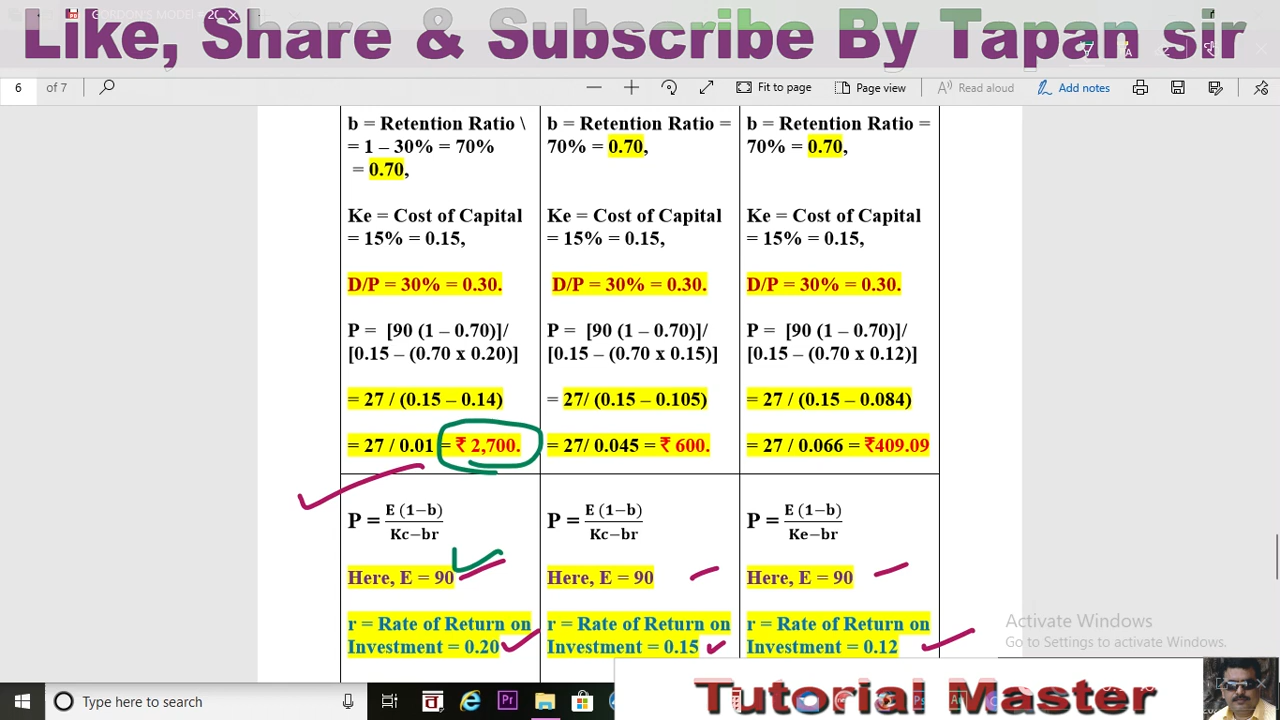 GORDON'S MODEL # 20
Like, Share & Subscribe By Tapan sir
6 of 7
Fit to page
Page view
Read aloud
Add notes
b = Retention Ratio \
= 1 – 30% = 70%
= 0.70,
Ke = Cost of Capital
= 15% = 0.15,
D/P = 30% = 0.30.
P = [90 (1 – 0.70)]/
[0.15 – (0.70 x 0.20)]
= 27 / (0.15 – 0.14)
= 27 / 0.01 = ₹ 2,700.
b = Retention Ratio =
70% = 0.70,
Ke = Cost of Capital
= 15% = 0.15,
D/P = 30% = 0.30.
P = [90 (1 – 0.70)]/
[0.15 – (0.70 x 0.15)]
= 27/ (0.15 – 0.105)
= 27/ 0.045 = ₹ 600.
b = Retention Ratio =
70% = 0.70,
Ke = Cost of Capital
= 15% = 0.15,
D/P = 30% = 0.30.
P = [90 (1 – 0.70)]/
[0.15 – (0.70 x 0.12)]
= 27 / (0.15 – 0.084)
= 27 / 0.066 = ₹409.09
P = E (1−b)
Kc−br
Here, E = 90
r = Rate of Return on
Investment = 0.20
P = E (1−b)
Kc−br
Here, E = 90
r = Rate of Return on
Investment = 0.15
P = E (1−b)
Ke−br
Here, E = 90
r = Rate of Return on
Investment = 0.12
Activate Windows
Go to Settings to activate Windows.
Type here to search
Pr
Tutorial Master